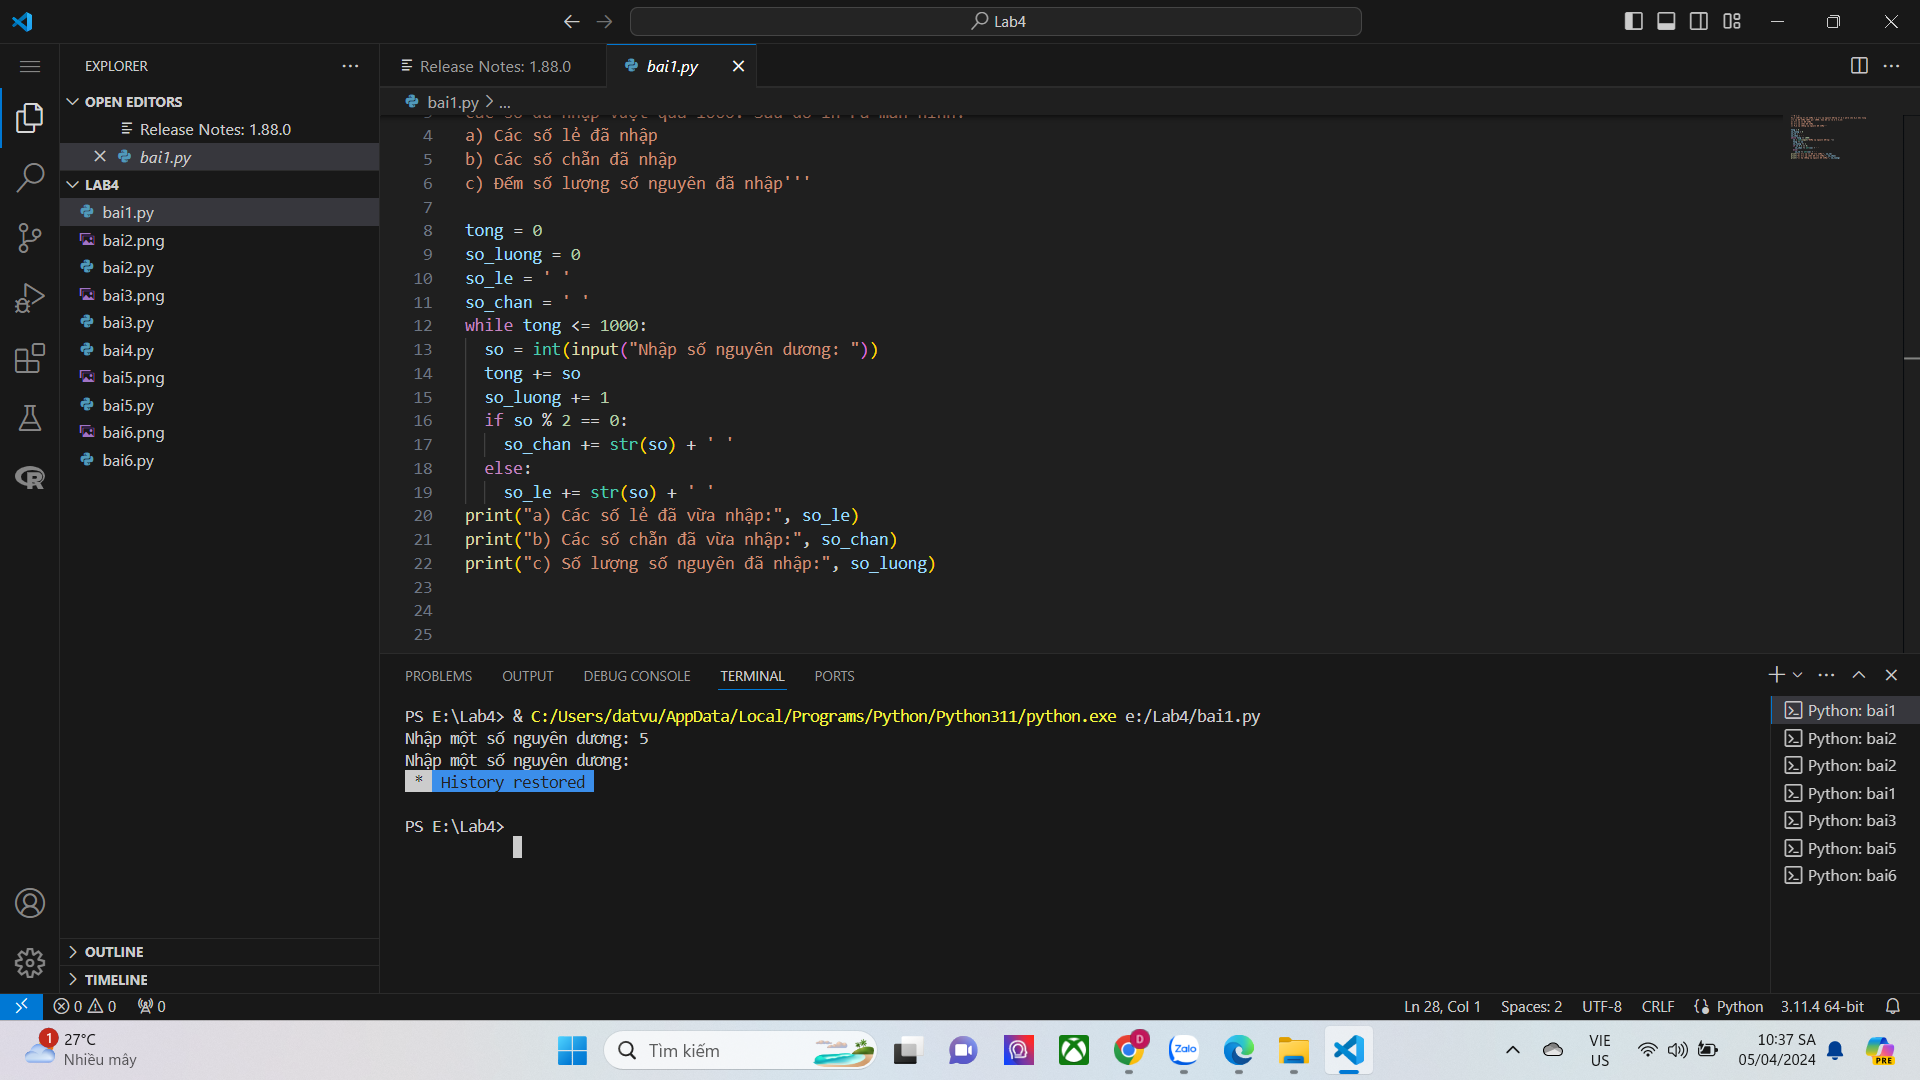 Lab4
EXPLORER
OPEN EDITORS
Release Notes: 1.88.0
bai1.py
LAB4
bai1.py
bai2.png
bai2.py
bai3.png
bai3.py
bai4.py
bai5.png
bai5.py
bai6.png
bai6.py
OUTLINE
TIMELINE
Release Notes: 1.88.0
bai1.py
bai1.py > ...
4 a) Các số lẻ đã nhập
5 b) Các số chẵn đã nhập
6 c) Đếm số lượng số nguyên đã nhập'''
7
8 tong = 0
9 so_luong = 0
10 so_le = ' '
11 so_chan = ' '
12 while tong <= 1000:
13 so = int(input("Nhập số nguyên dương: "))
14 tong += so
15 so_luong += 1
16 if so % 2 == 0:
17 so_chan += str(so) + ' '
18 else:
19 so_le += str(so) + ' '
20 print("a) Các số lẻ đã vừa nhập:", so_le)
21 print("b) Các số chẵn đã vừa nhập:", so_chan)
22 print("c) Số lượng số nguyên đã nhập:", so_luong)
23
24
25
PROBLEMS OUTPUT DEBUG CONSOLE TERMINAL PORTS
PS E:\Lab4> & C:/Users/datvu/AppData/Local/Programs/Python/Python311/python.exe e:/Lab4/bai1.py
Nhập một số nguyên dương: 5
Nhập một số nguyên dương:
* History restored
PS E:\Lab4>
Python: bai1
Python: bai2
Python: bai2
Python: bai1
Python: bai3
Python: bai5
Python: bai6
0 0 0
Ln 28, Col 1 Spaces: 2 UTF-8 CRLF Python 3.11.4 64-bit
1
27°C
Nhiều mây
Tìm kiếm
D
Zalo
VIE
US
10:37 SA
05/04/2024
PRE